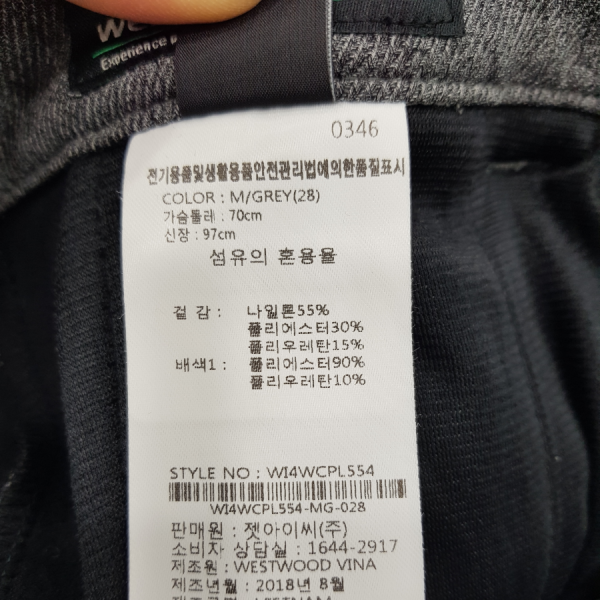 Experience
0346
전기용품및생활용품안전관리법에의한품질표시
COLOR : M/GREY(28)
가슴둘레 : 70cm
신장 : 97cm
섬유의 혼용율
겉 감 : 나일론55%
폴리에스터30%
폴리우레탄15%
배색1 : 폴리에스터90%
폴리우레탄10%
STYLE NO : WI4WCPL554
WI4WCPL554-MG-028
판매원 : 젯아이씨(주)
소비자 상담실 : 1644-2917
제조원 : WESTWOOD VINA
제조년월 : 2018년 8월